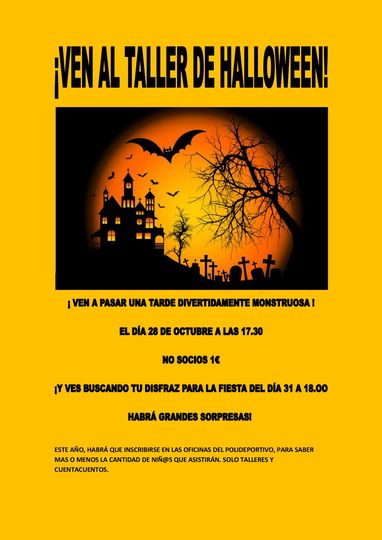 ¡VEN AL TALLER DE HALLOWEEN!
¡ VEN A PASAR UNA TARDE DIVERTIDAMENTE MONSTRUOSA !
EL DÍA 28 DE OCTUBRE A LAS 17.30
NO SOCIOS 1€
¡Y VES BUSCANDO TU DISFRAZ PARA LA FIESTA DEL DÍA 31 A 18.OO
HABRÁ GRANDES SORPRESAS!
ESTE AÑO, HABRÁ QUE INSCRIBIRSE EN LAS OFICINAS DEL POLIDEPORTIVO, PARA SABER
MAS O MENOS LA CANTIDAD DE NIÑ@S QUE ASISTIRÁN. SOLO TALLERES Y
CUENTACUENTOS.